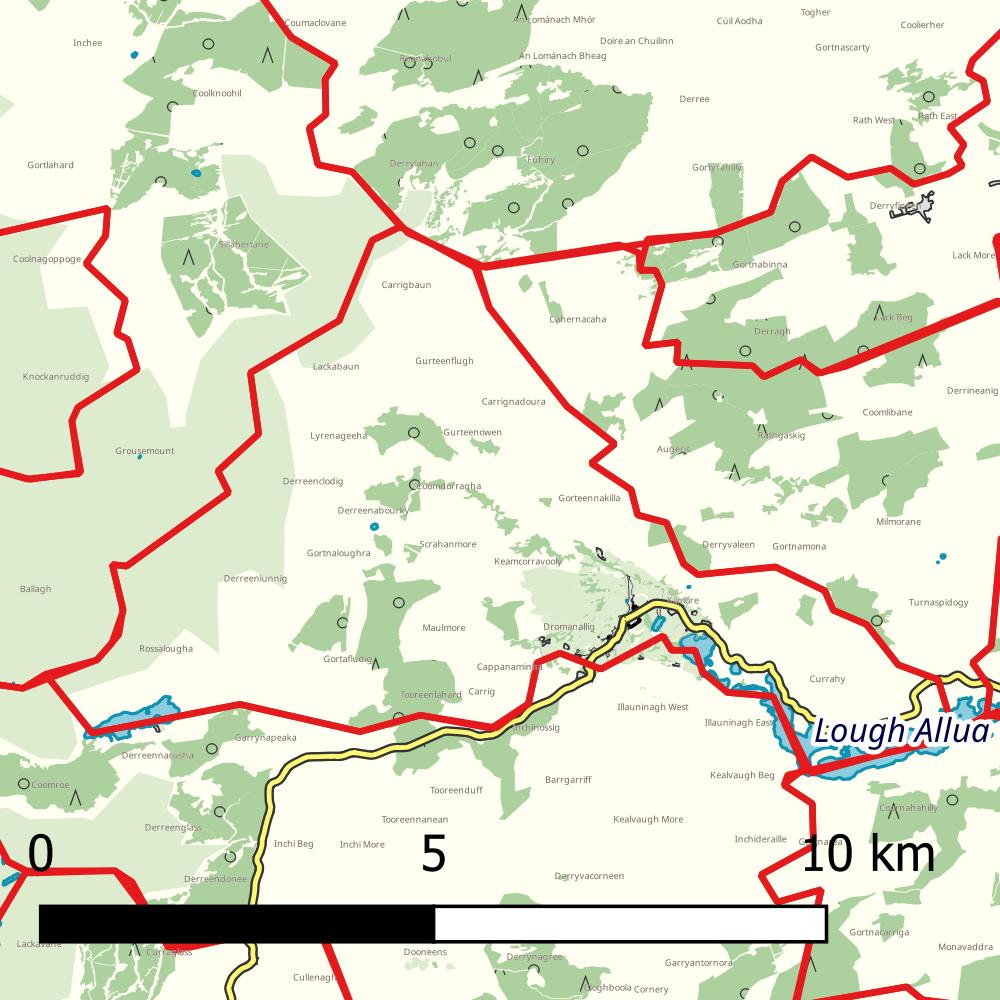 An Lománach Mhór
Togher
Coumaclovane
Cúil Aodha
Coolierher
Inchee
Doire an Chuilinn
Gortnascarty
Reananobul
An Lománach Bheag
Coolknoohil
Derree
Rath West
Rath East
Gortlahard
Derrylahan
Fuhiry
Gortyrahilly
Derryfineen
Sillahertane
Coolnagoppoge
Lack More
Gortnabinna
Carrigbaun
Cahernacaha
Lack Beg
Derragh
Gurteenflugh
Lackabaun
Knockanruddig
Derrineanig
Carrignadoura
Coomlibane
Lyrenageeha
Gurteenowen
Rathgaskig
Grousemount
Augeris
Derreenclodig
Coomdorragha
Gorteennakilla
Derreenabourky
Milmorane
Scrahanmore
Derryvaleen
Gortnamona
Gortnaloughra
Keamcorravooly
Derreenlunnig
Ballagh
Kilmore
Turnaspidogy
Maulmore
Dromanallig
Rossalougha
Gortafludig
Cappanaminna
Currahy
Tooreenlahard
Carrig
Illauninagh West
Illauninagh East
Inchinossig
Lough Allua
Garrynapeaka
Derreennacusha
Kealvaugh Beg
Barrgarriff
Coomroe
Tooreenduff
Coornahahilly
Tooreennanean
Kealvaugh More
Derreenglass
Inchideraille
Inchi Beg
Inchi More
0 5 10 km
Derreendonee
Derryvacorneen
Gortnacarriga
Lackavane
Curraglass
Dooneens
Derrynagree
Monavaddra
Garryantornora
Cullenagh
Goghboola
Cornery